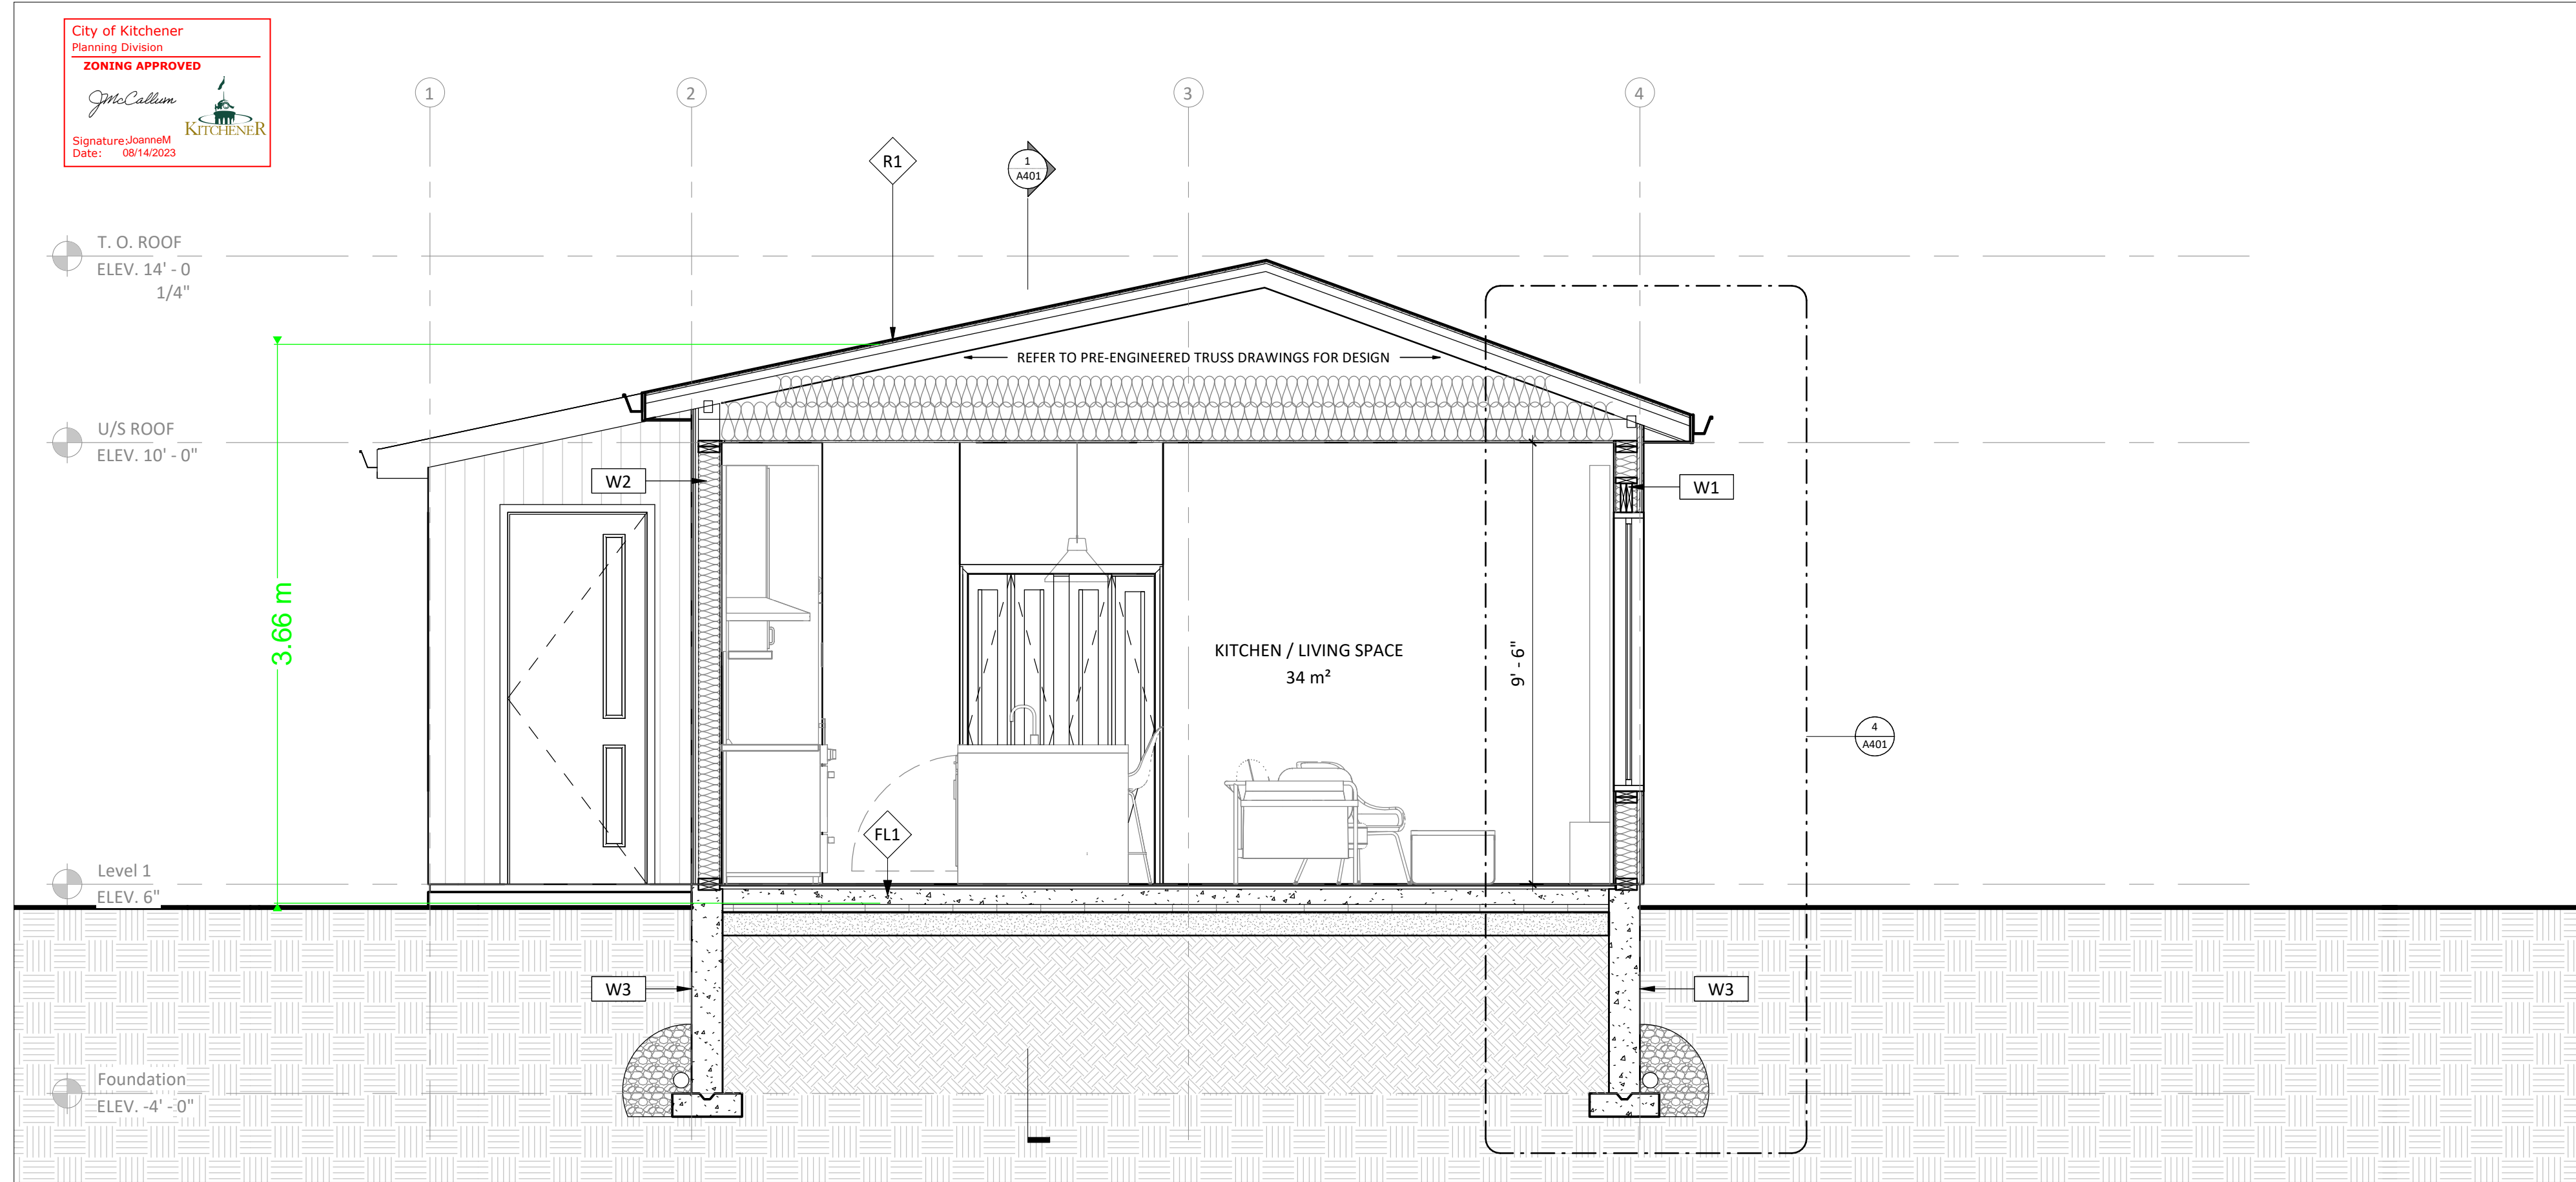 City of Kitchener
Planning Division
ZONING APPROVED
JMcCallum
KITCHENER
Signature: JoanneM
Date: 08/14/2023
1
2
3
4
R1
1
A401
T. O. ROOF
ELEV. 14' - 0
1/4"
REFER TO PRE-ENGINEERED TRUSS DRAWINGS FOR DESIGN
U/S ROOF
ELEV. 10' - 0"
W2
W1
3.66 m
KITCHEN / LIVING SPACE
34 m²
9' - 6"
4
A401
FL1
Level 1
ELEV. 6"
W3
W3
Foundation
ELEV. -4' - 0"